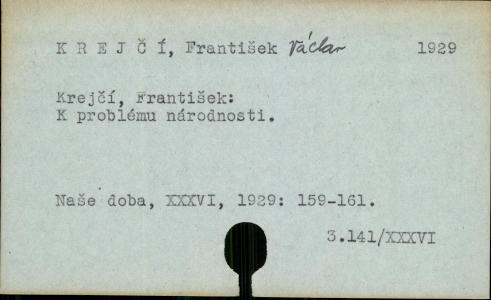 K R E J Č Í, František Václav 1929
Krejčí, František:
K problému národnosti.
Naše doba, XXXVI, 1929: 159-161.
3.141/XXXVI